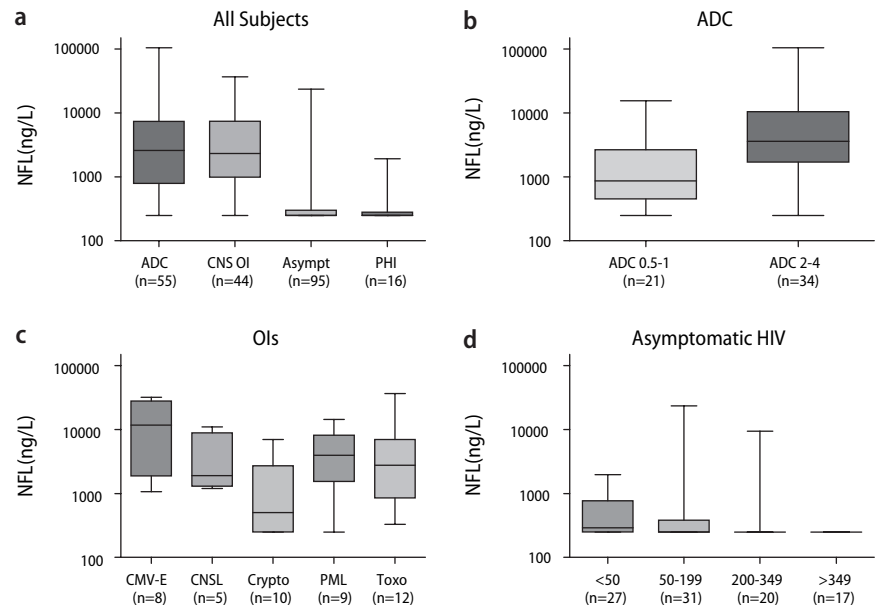 a
All Subjects
NFL(ng/L)
100000
10000
1000
100
ADC CNS OI Asympt PHI
(n=55) (n=44) (n=95) (n=16)
b
ADC
NFL(ng/L)
100000
10000
1000
100
ADC 0.5-1 ADC 2-4
(n=21) (n=34)
c
OIs
NFL(ng/L)
100000
10000
1000
100
CMV-E CNSL Crypto PML Toxo
(n=8) (n=5) (n=10) (n=9) (n=12)
d
Asymptomatic HIV
NFL(ng/L)
100000
10000
1000
100
<50 50-199 200-349 >349
(n=27) (n=31) (n=20) (n=17)